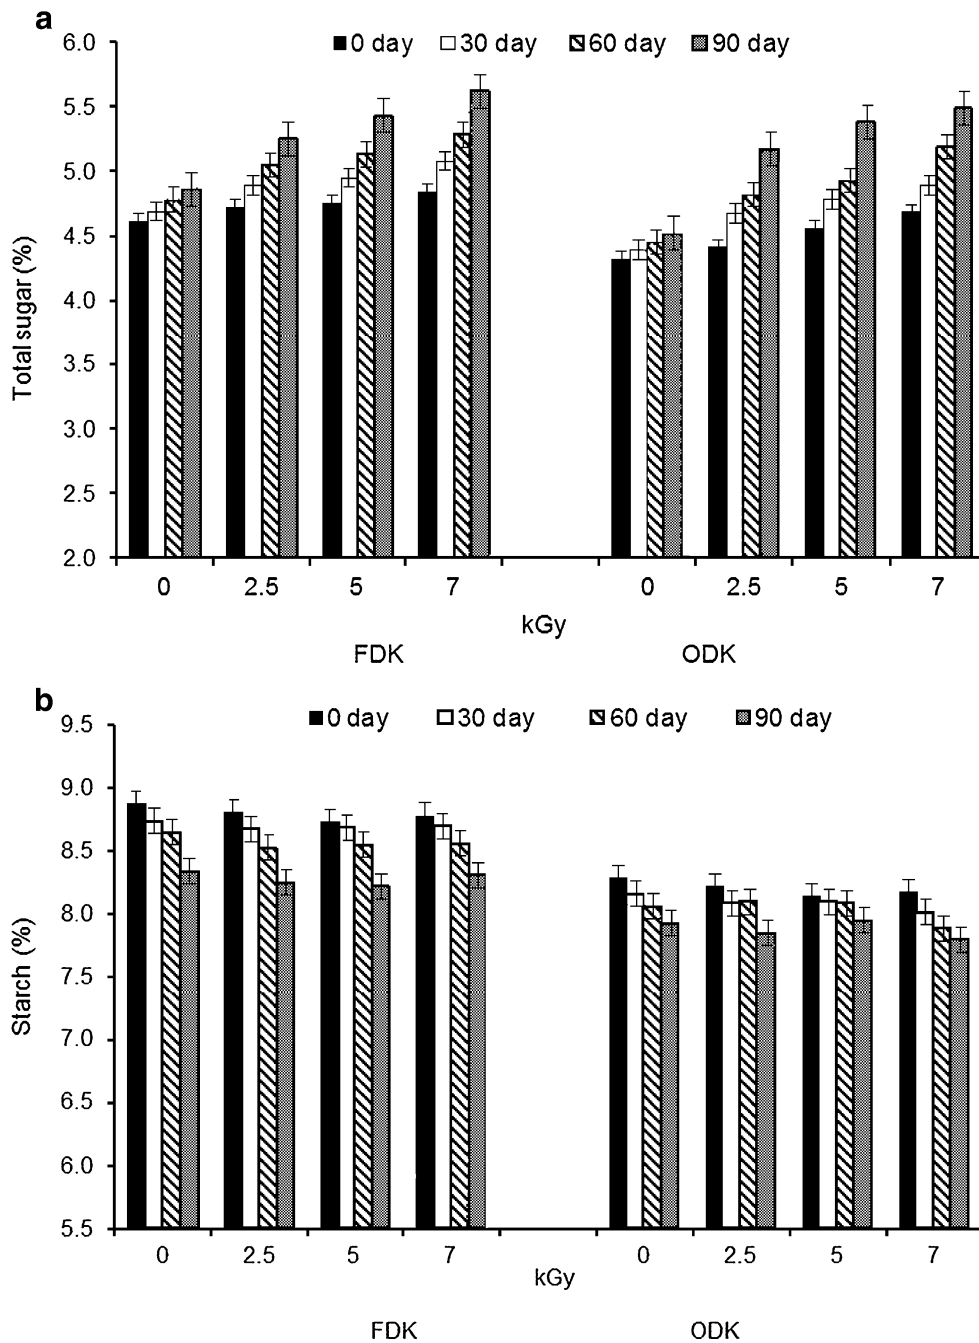 a
0 day 30 day 60 day 90 day
6.0
5.5
5.0
4.5
4.0
3.5
3.0
2.5
2.0
Total sugar (%)
0 2.5 5 7 0 2.5 5 7
kGy
FDK ODK
b
0 day 30 day 60 day 90 day
9.5
9.0
8.5
8.0
7.5
7.0
6.5
6.0
5.5
Starch (%)
0 2.5 5 7 0 2.5 5 7
kGy
FDK ODK